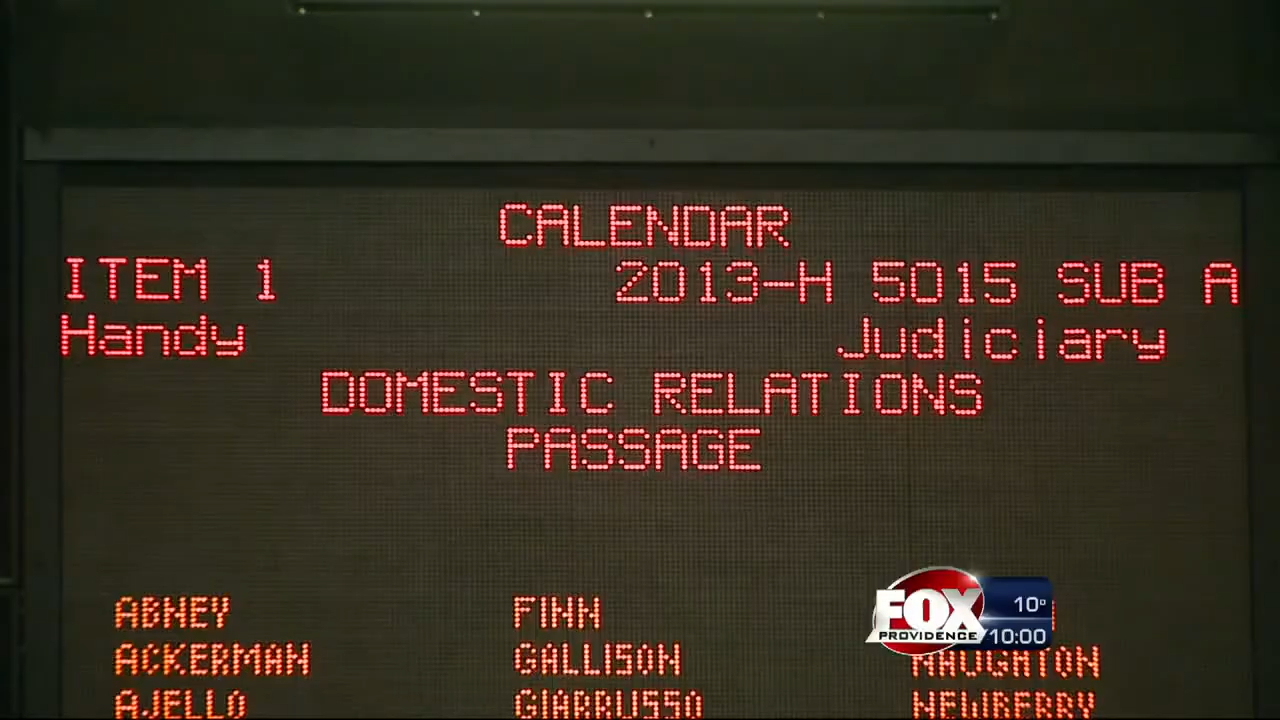 CALENDAR
ITEM 1 2013-H 5015 SUB A
Handy Judiciary
DOMESTIC RELATIONS
PASSAGE
ABNEY FINN
ACKERMAN GALLISON NAUGHTON
AJELLO GIARRUSSO NEWBERRY
FOX 10°
PROVIDENCE 10:00